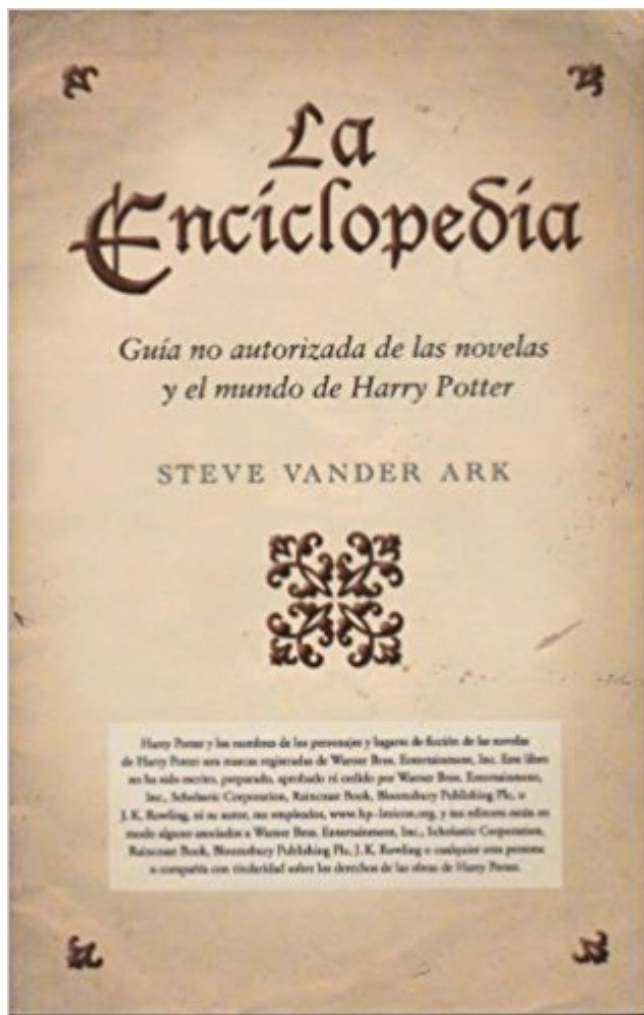 La
Enciclopedia
Guía no autorizada de las novelas
y el mundo de Harry Potter
STEVE VANDER ARK
Harry Potter y los nombres de los personajes y lugares de ficción de las novelas
de Harry Potter son marcas registradas de Warner Bros. Entertainment, Inc. Este libro
no ha sido escrito, preparado, aprobado ni cedido por Warner Bros. Entertainment,
Inc., Scholastic Corporation, Raincoast Book, Bloomsbury Publishing Plc, o
J. K. Rowling, ni su autor, sus empleados, www.hp-lexicon.org, y sus editores están en
modo alguno asociados a Warner Bros. Entertainment, Inc., Scholastic Corporation,
Raincoast Book, Bloomsbury Publishing Plc, J. K. Rowling o cualquier otra persona
o compañía con titularidad sobre los derechos de las obras de Harry Potter.